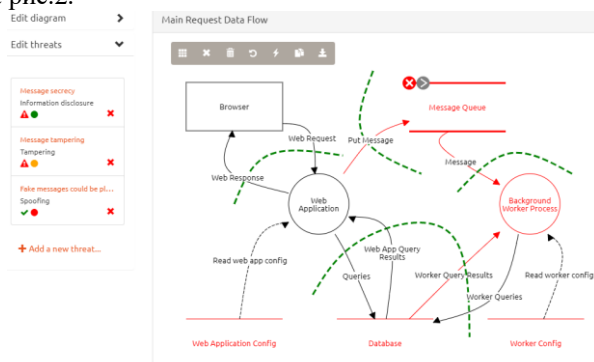 е рис.2.
Edit diagram
Edit threats
Message secrecy
Information disclosure
Message tampering
Tampering
Fake messages could be pl...
Spoofing
+ Add a new threat...
Main Request Data Flow
Browser
Message Queue
Web Request
Put Message
Message
Web Response
Web
Application
Background
Worker Process
Read web app config
Web App Query
Results
Queries
Worker Query Results
Read worker config
Worker Queries
Web Application Config
Database
Worker Config